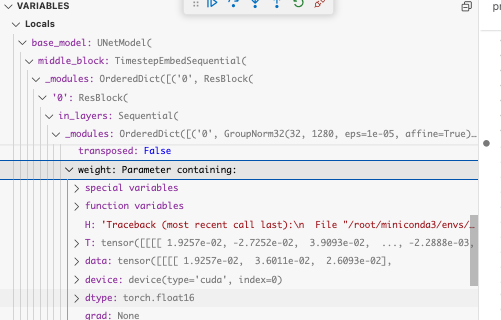 VARIABLES
Locals
base_model: UNetModel(
middle_block: TimestepEmbedSequential(
_modules: OrderedDict([('0', ResBlock(
'0': ResBlock(
in_layers: Sequential(
_modules: OrderedDict([('0', GroupNorm32(32, 1280, eps=1e-05, affine=True)…
transposed: False
weight: Parameter containing:
special variables
function variables
H: 'Traceback (most recent call last):\n  File "/root/miniconda3/envs/…
T: tensor([[[[ 1.9257e-02, -2.7252e-02,  3.9093e-02,  ..., -2.2888e-03,
data: tensor([[[[ 1.9257e-02,  3.6011e-02,  2.6093e-02],
device: device(type='cuda', index=0)
dtype: torch.float16
grad: None